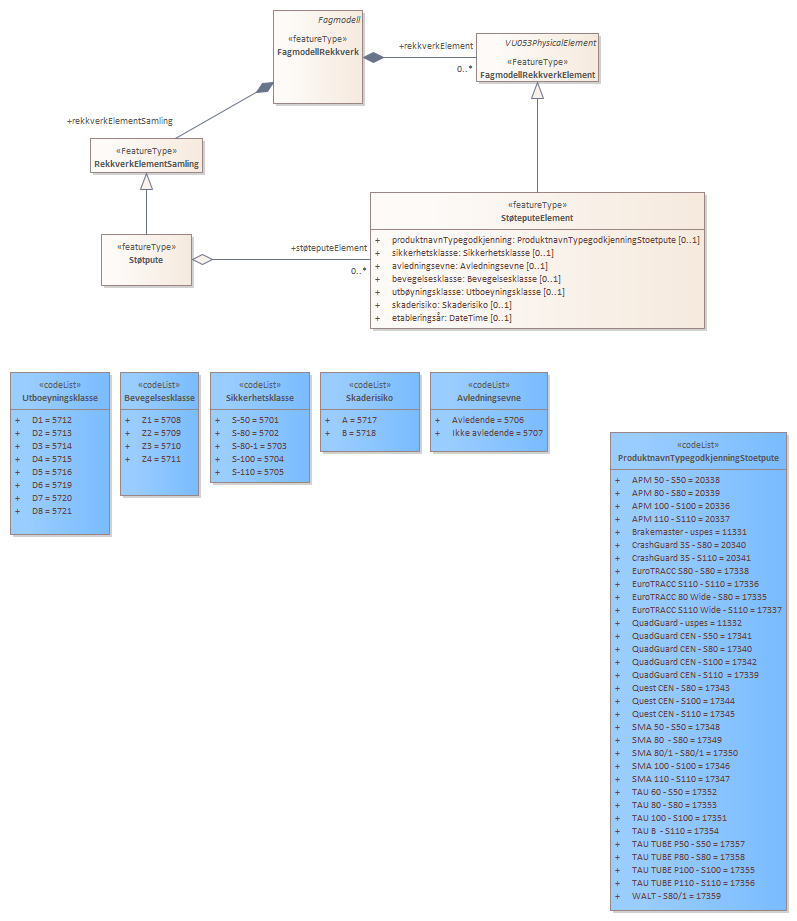 Fagmodell
«featureType»
FagmodellRekkverk
+rekkverkElement
0..*
VU053PhysicalElement
«FeatureType»
FagmodellRekkverkElement
+rekkverkElementSamling
«FeatureType»
RekkverkElementSamling
«featureType»
Støtpute
+støteputeElement
0..*
«featureType»
StøteputeElement
+ produktnavnTypegodkjenning: ProduktnavnTypegodkjenningStoetpute [0..1]
+ sikkerhetsklasse: Sikkerhetsklasse [0..1]
+ avledningsevne: Avledningsevne [0..1]
+ bevegelsesklasse: Bevegelsesklasse [0..1]
+ utbøyningsklasse: Utboeyningsklasse [0..1]
+ skaderisiko: Skaderisiko [0..1]
+ etableringsår: DateTime [0..1]
«codeList»
Utboeyningsklasse
+ D1 = 5712
+ D2 = 5713
+ D3 = 5714
+ D4 = 5715
+ D5 = 5716
+ D6 = 5719
+ D7 = 5720
+ D8 = 5721
«codeList»
Bevegelsesklasse
+ Z1 = 5708
+ Z2 = 5709
+ Z3 = 5710
+ Z4 = 5711
«codeList»
Sikkerhetsklasse
+ S-50 = 5701
+ S-80 = 5702
+ S-80-1 = 5703
+ S-100 = 5704
+ S-110 = 5705
«codeList»
Skaderisiko
+ A = 5717
+ B = 5718
«codeList»
Avledningsevne
+ Avledende = 5706
+ Ikke avledende = 5707
«codeList»
ProduktnavnTypegodkjenningStoetpute
+ APM 50 - S50 = 20338
+ APM 80 - S80 = 20339
+ APM 100 - S100 = 20336
+ APM 110 - S110 = 20337
+ Brakemaster - uspes = 11331
+ CrashGuard 3S - S80 = 20340
+ CrashGuard 3S - S110 = 20341
+ EuroTRACC S80 - S80 = 17338
+ EuroTRACC S110 - S110 = 17336
+ EuroTRACC 80 Wide - S80 = 17335
+ EuroTRACC S110 Wide - S110 = 17337
+ QuadGuard - uspes = 11332
+ QuadGuard CEN - S50 = 17341
+ QuadGuard CEN - S80 = 17340
+ QuadGuard CEN - S100 = 17342
+ QuadGuard CEN - S110 = 17339
+ Quest CEN - S80 = 17343
+ Quest CEN - S100 = 17344
+ Quest CEN - S110 = 17345
+ SMA 50 - S50 = 17348
+ SMA 80 - S80 = 17349
+ SMA 80/1 - S80/1 = 17350
+ SMA 100 - S100 = 17346
+ SMA 110 - S110 = 17347
+ TAU 60 - S50 = 17352
+ TAU 80 - S80 = 17353
+ TAU 100 - S100 = 17351
+ TAU B - S110 = 17354
+ TAU TUBE P50 - S50 = 17357
+ TAU TUBE P80 - S80 = 17358
+ TAU TUBE P100 - S100 = 17355
+ TAU TUBE P110 - S110 = 17356
+ WALT - S80/1 = 17359